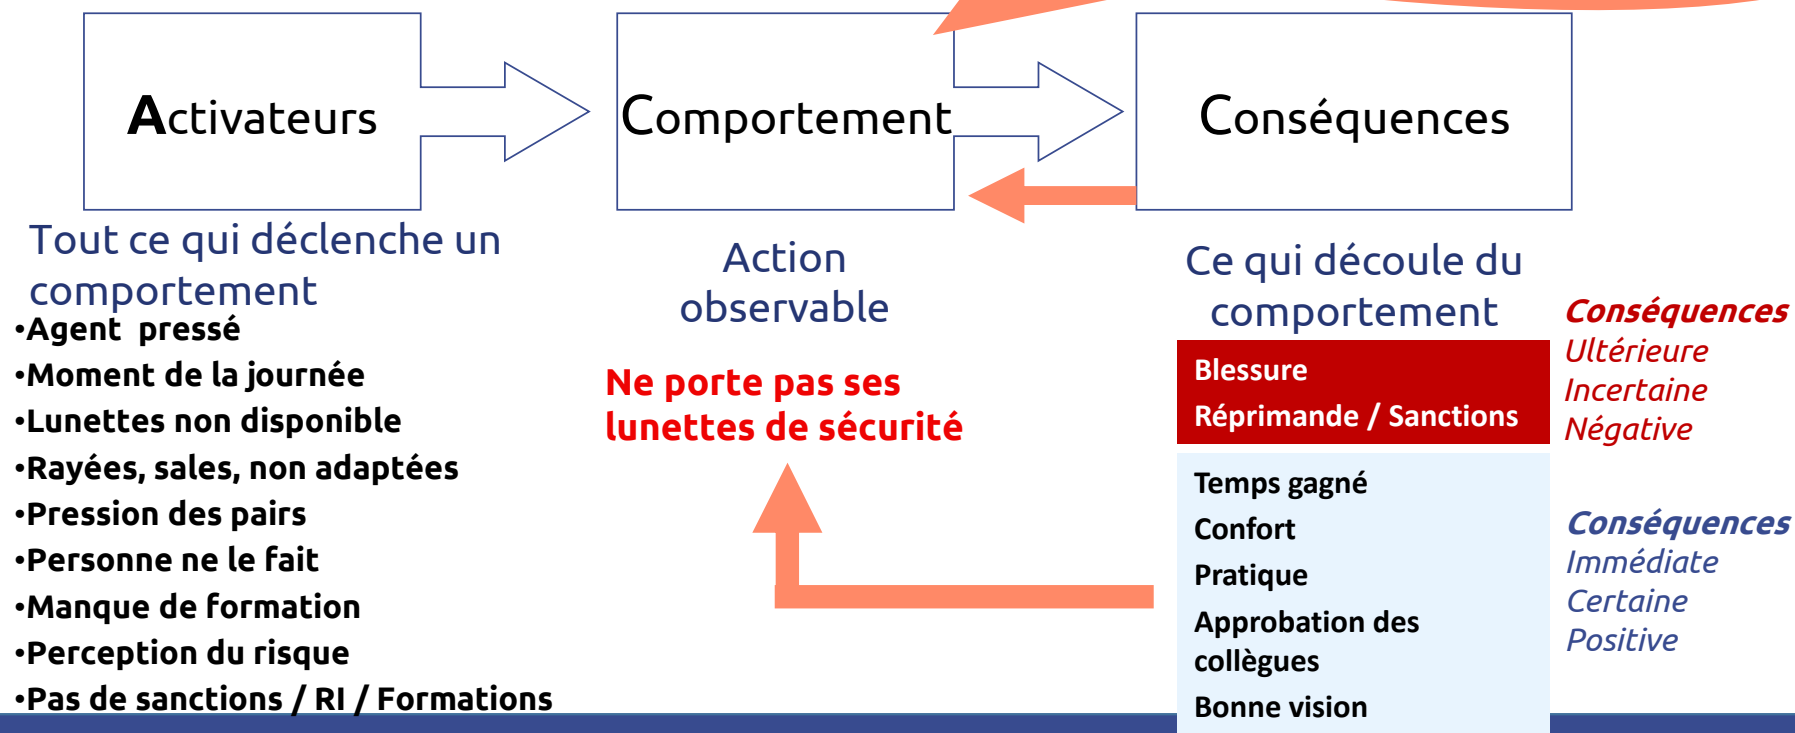 Activateurs
Comportement
Conséquences
Tout ce qui déclenche un
comportement
•Agent pressé
•Moment de la journée
•Lunettes non disponible
•Rayées, sales, non adaptées
•Pression des pairs
•Personne ne le fait
•Manque de formation
•Perception du risque
•Pas de sanctions / RI / Formations
Action
observable
Ne porte pas ses
lunettes de sécurité
Ce qui découle du
comportement
Blessure
Réprimande / Sanctions
Conséquences
Ultérieure
Incertaine
Négative
Temps gagné
Confort
Pratique
Approbation des
collègues
Bonne vision
Conséquences
Immédiate
Certaine
Positive